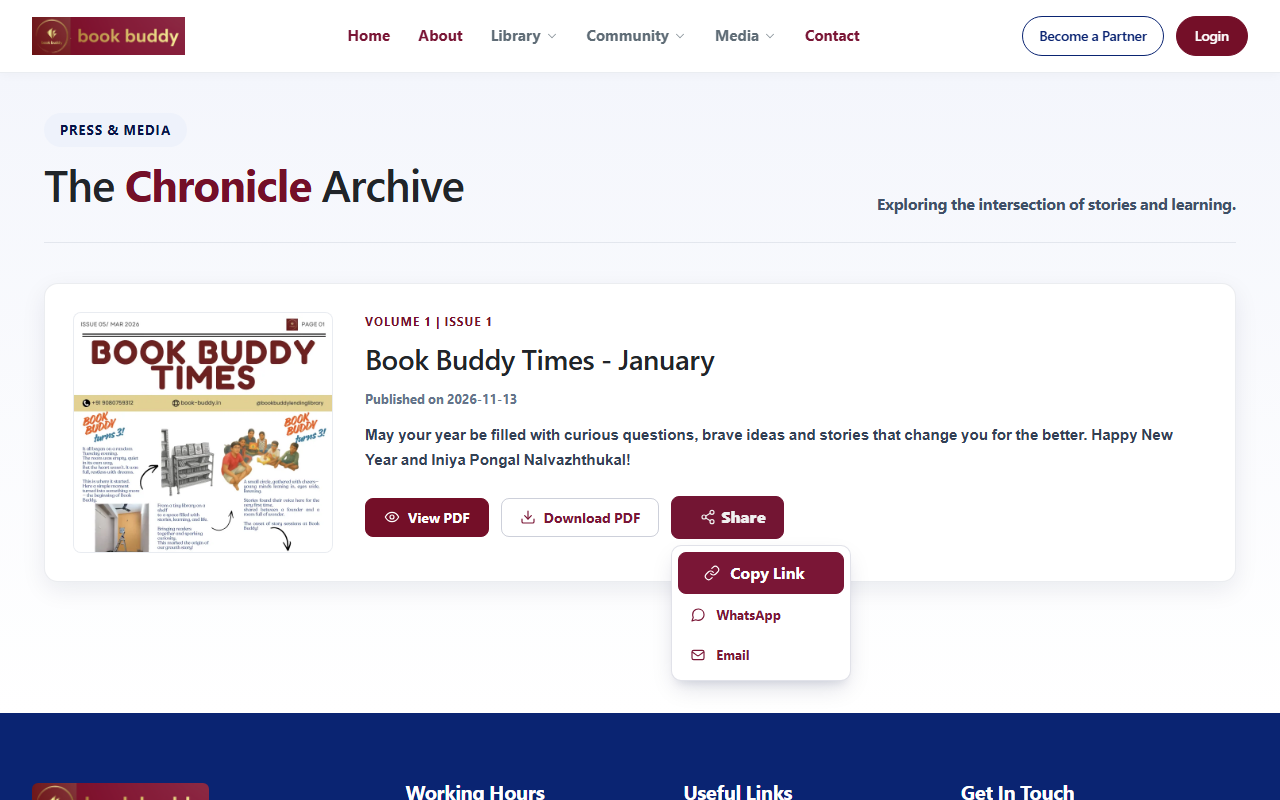 book buddy
Home
About
Library
Community
Media
Contact
Become a Partner
Login
PRESS & MEDIA
The Chronicle Archive
Exploring the intersection of stories and learning.
ISSUE 05/ MAR 2026
PAGE 01
BOOK BUDDY
TIMES
+91 9080759312
book-buddy.in
@bookbuddylendinglibrary
BOOK
BUDDY
turns 3!
BOOK
BUDDY
turns 3!
VOLUME 1 | ISSUE 1
Book Buddy Times - January
Published on 2026-11-13
May your year be filled with curious questions, brave ideas and stories that change you for the better. Happy New
Year and Iniya Pongal Nalvazhthukal!
View PDF
Download PDF
Share
Copy Link
WhatsApp
Email
Working Hours
Useful Links
Get In Touch